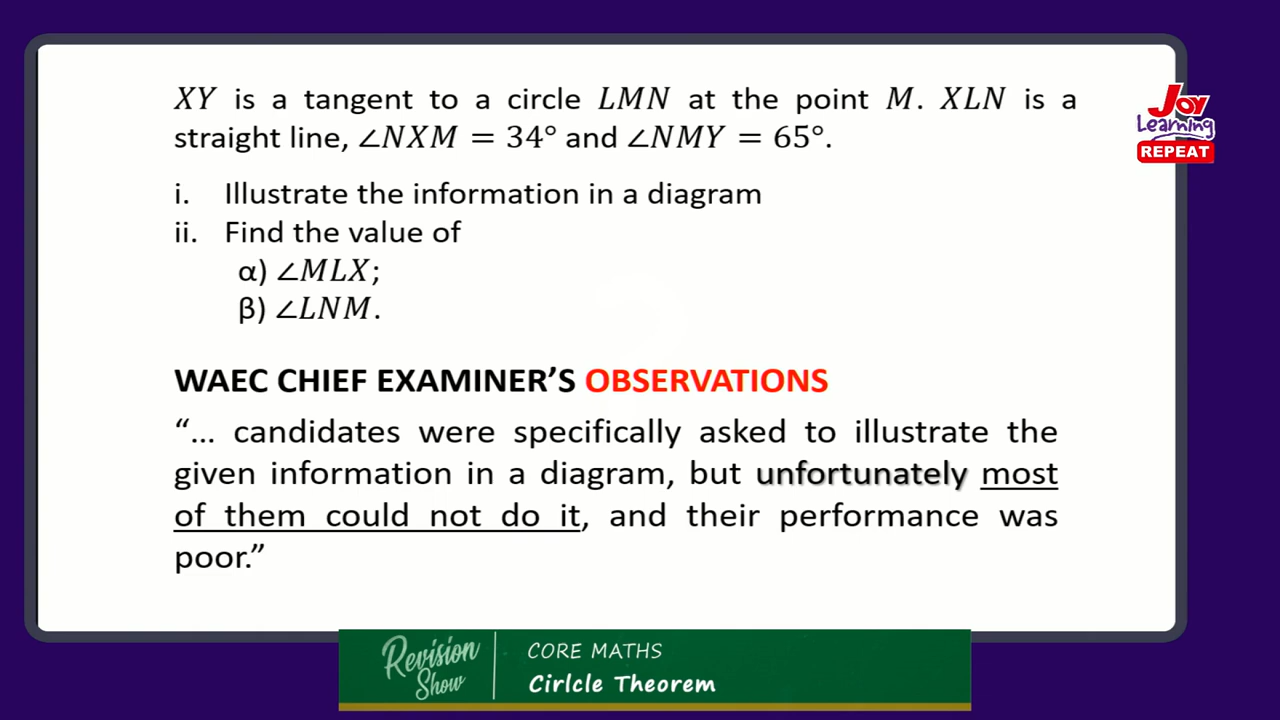 XY is a tangent to a circle LMN at the point M. XLN is a
straight line, ∠NXM = 34° and ∠NMY = 65°.
i. Illustrate the information in a diagram
ii. Find the value of
α) ∠MLX;
β) ∠LNM.
WAEC CHIEF EXAMINER’S OBSERVATIONS
“... candidates were specifically asked to illustrate the
given information in a diagram, but unfortunately most
of them could not do it, and their performance was
poor.”
JOY
Learning
REPEAT
Revision
Show
CORE MATHS
Cirlcle Theorem